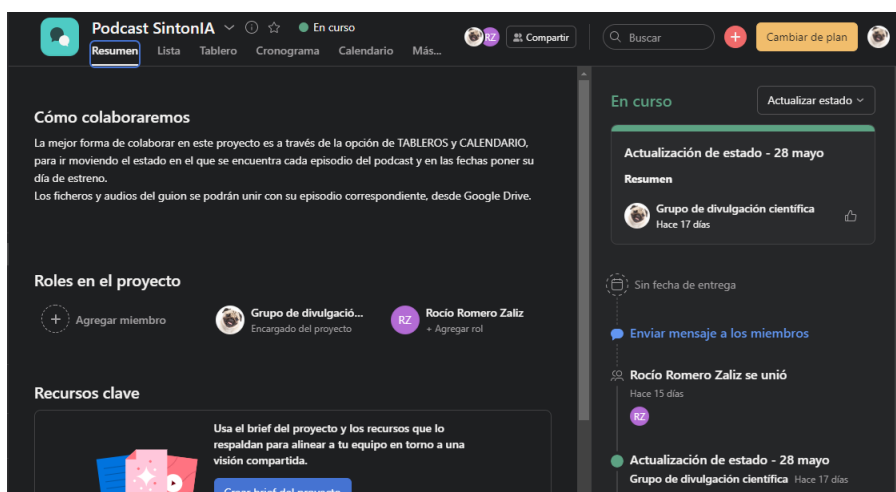 Podcast SintonIA
En curso
Resumen Lista Tablero Cronograma Calendario Más...
RZ
Compartir
Buscar
Cambiar de plan
Cómo colaboraremos
La mejor forma de colaborar en este proyecto es a través de la opción de TABLEROS y CALENDARIO,
para ir moviendo el estado en el que se encuentra cada episodio del podcast y en las fechas poner su
día de estreno.
Los ficheros y audios del guion se podrán unir con su episodio correspondiente, desde Google Drive.
Roles en el proyecto
Agregar miembro
Grupo de divulgació...
Encargado del proyecto
RZ
Rocío Romero Zaliz
+ Agregar rol
Recursos clave
Usa el brief del proyecto y los recursos que lo
respaldan para alinear a tu equipo en torno a una
visión compartida.
Crear brief del proyecto
En curso
Actualizar estado
Actualización de estado - 28 mayo
Resumen
Grupo de divulgación científica
Hace 17 días
Sin fecha de entrega
Enviar mensaje a los miembros
Rocío Romero Zaliz se unió
Hace 15 días
RZ
Actualización de estado - 28 mayo
Grupo de divulgación científica Hace 17 días